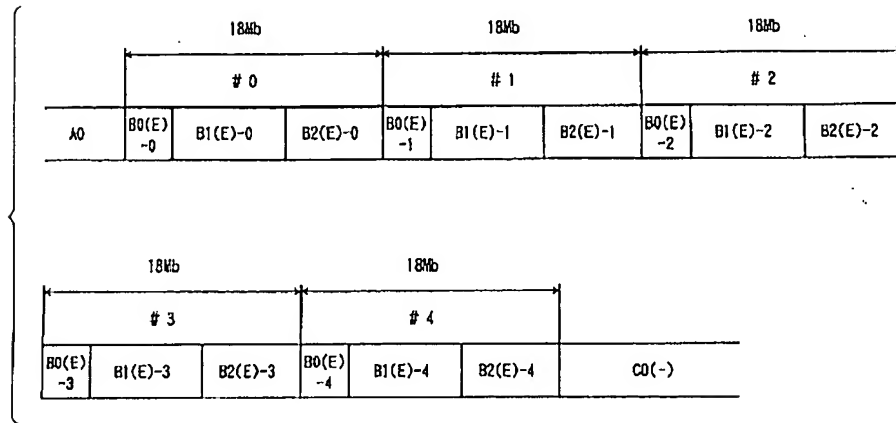 18Mb 18Mb 18Mb
# 0 # 1 # 2
A0 B0(E)-0 B1(E)-0 B2(E)-0 B0(E)-1 B1(E)-1 B2(E)-1 B0(E)-2 B1(E)-2 B2(E)-2
18Mb 18Mb
# 3 # 4
B0(E)-3 B1(E)-3 B2(E)-3 B0(E)-4 B1(E)-4 B2(E)-4 C0(-)